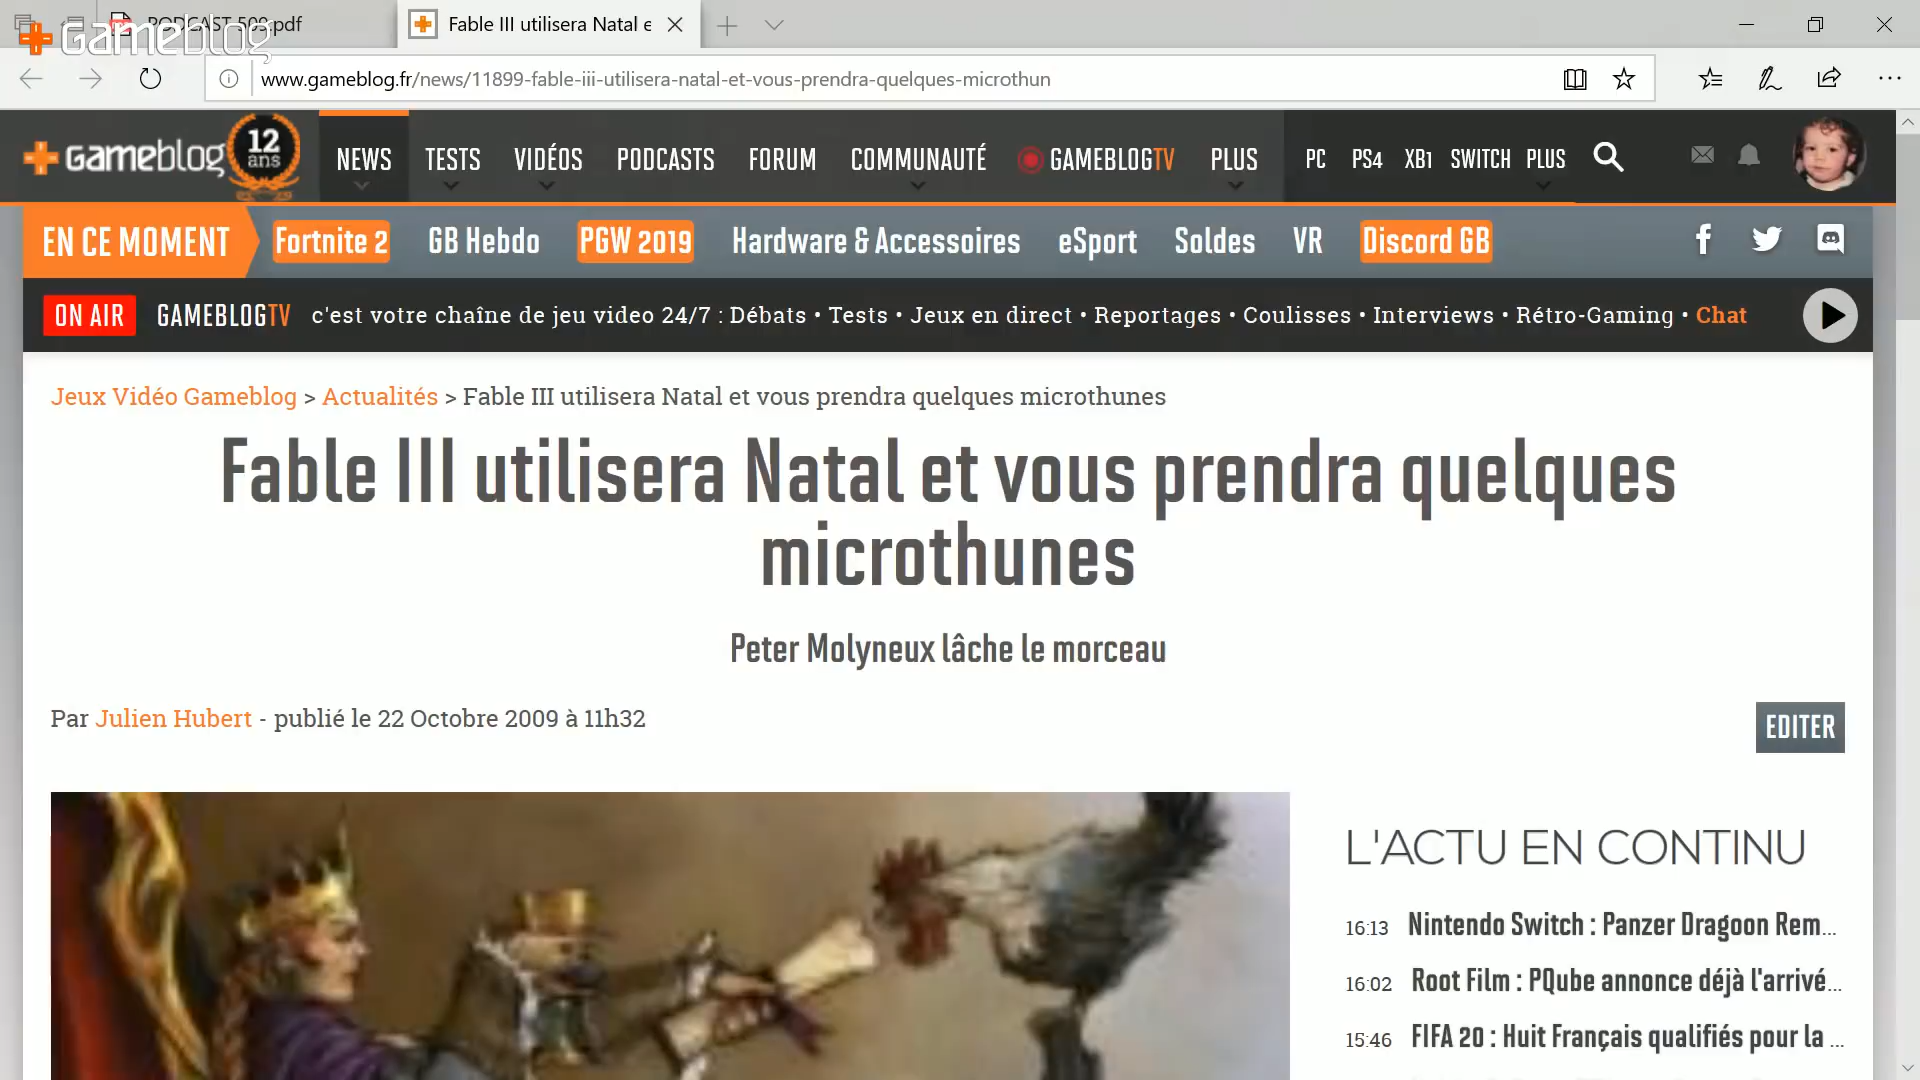 PODCAST 509.pdf
Fable III utilisera Natal e
gameblog
www.gameblog.fr/news/11899-fable-iii-utilisera-natal-et-vous-prendra-quelques-microthun
gameblog 12 ans NEWS TESTS VIDÉOS PODCASTS FORUM COMMUNAUTÉ GAMEBLOGTV PLUS PC PS4 XB1 SWITCH PLUS
EN CE MOMENT Fortnite 2 GB Hebdo PGW 2019 Hardware & Accessoires eSport Soldes VR Discord GB
ON AIR GAMEBLOGTV c'est votre chaîne de jeu video 24/7 : Débats • Tests • Jeux en direct • Reportages • Coulisses • Interviews • Rétro-Gaming • Chat
Jeux Vidéo Gameblog > Actualités > Fable III utilisera Natal et vous prendra quelques microthunes
Fable III utilisera Natal et vous prendra quelques
microthunes
Peter Molyneux lâche le morceau
Par Julien Hubert - publié le 22 Octobre 2009 à 11h32
EDITER
L'ACTU EN CONTINU
16:13 Nintendo Switch : Panzer Dragoon Rem...
16:02 Root Film : PQube annonce déjà l'arrivé...
15:46 FIFA 20 : Huit Français qualifiés pour la ...